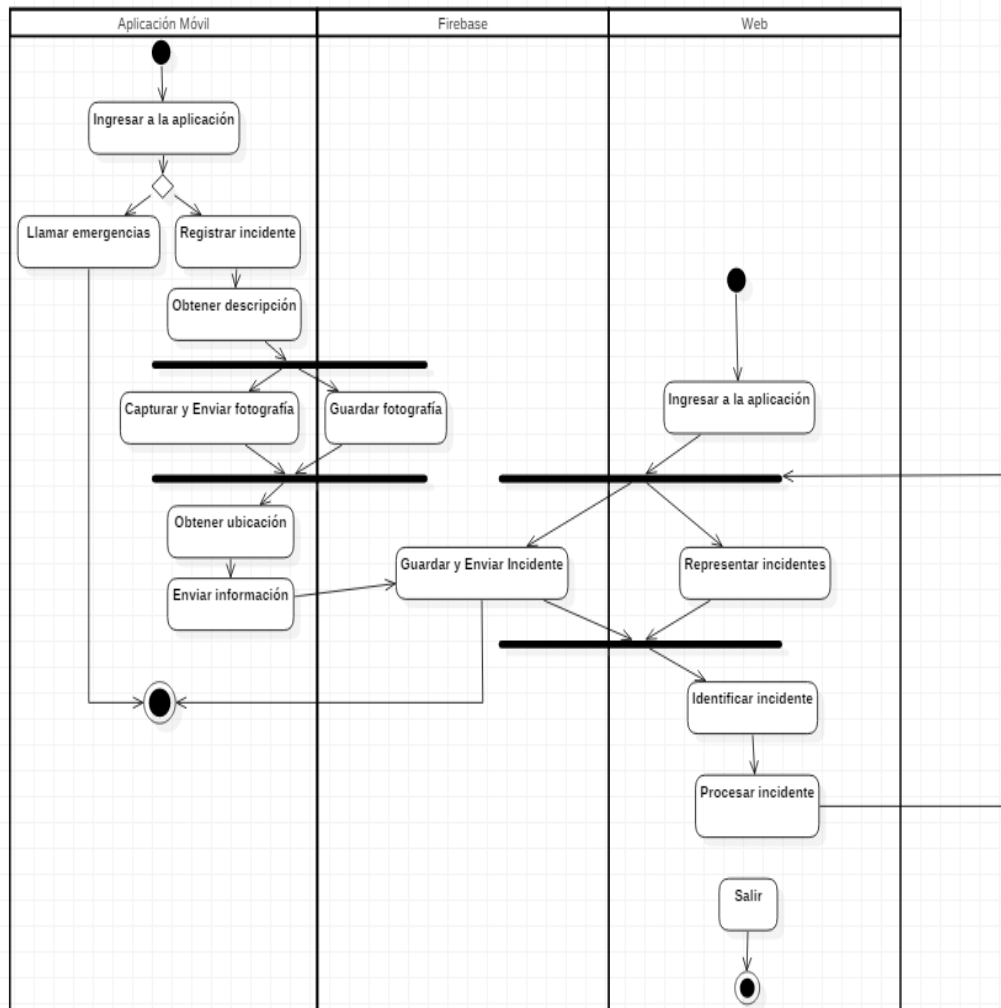 Aplicación Móvil
Firebase
Web
Ingresar a la aplicación
Llamar emergencias
Registrar incidente
Obtener descripción
Capturar y Enviar fotografía
Guardar fotografía
Ingresar a la aplicación
Obtener ubicación
Guardar y Enviar Incidente
Representar incidentes
Enviar información
Identificar incidente
Procesar incidente
Salir